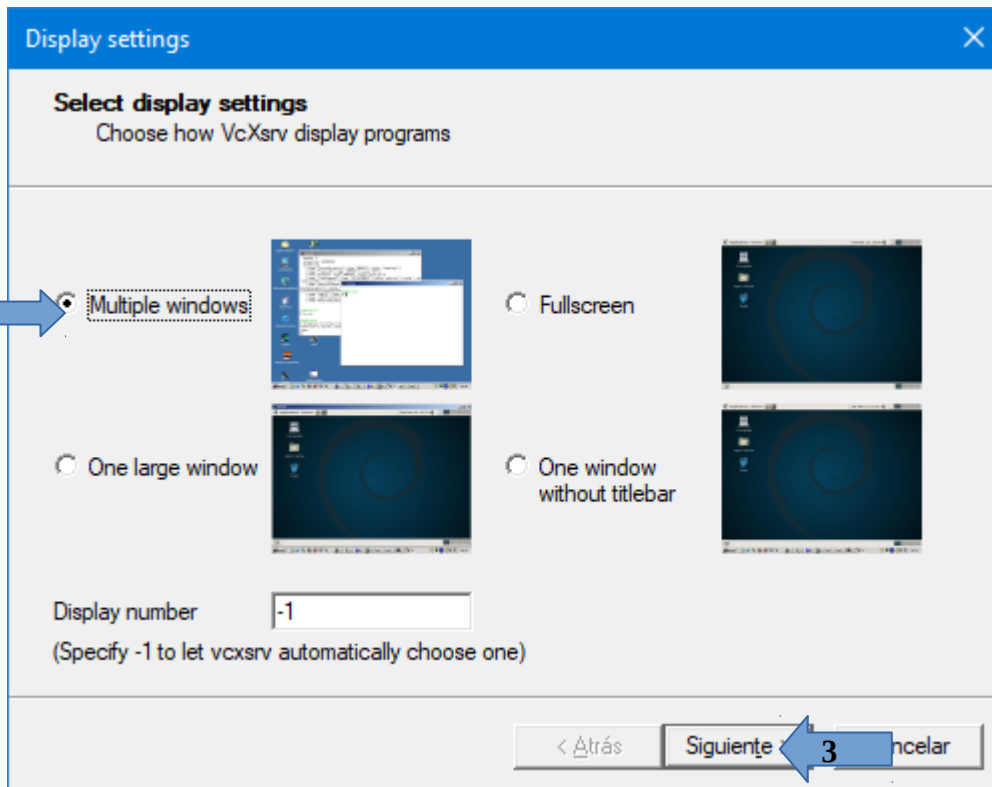 Display settings
Select display settings
Choose how VcXsrv display programs
Multiple windows
Fullscreen
One large window
One window
without titlebar
Display number
-1
(Specify -1 to let vcxsrv automatically choose one)
< Atrás
Siguiente
3
ncelar